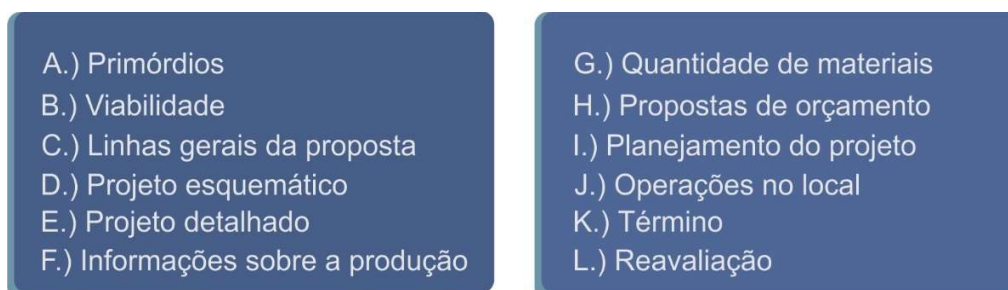 A.) Primórdios
B.) Viabilidade
C.) Linhas gerais da proposta
D.) Projeto esquemático
E.) Projeto detalhado
F.) Informações sobre a produção
G.) Quantidade de materiais
H.) Propostas de orçamento
I.) Planejamento do projeto
J.) Operações no local
K.) Término
L.) Reavaliação